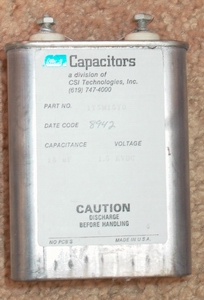 Capacitors
a division of
CSI Technologies, Inc.
(619) 747-4000
PART NO.
DATE CODE 8942
CAPACITANCE VOLTAGE
CAUTION
DISCHARGE
BEFORE HANDLING
NO PCB'S MADE IN U.S.A.